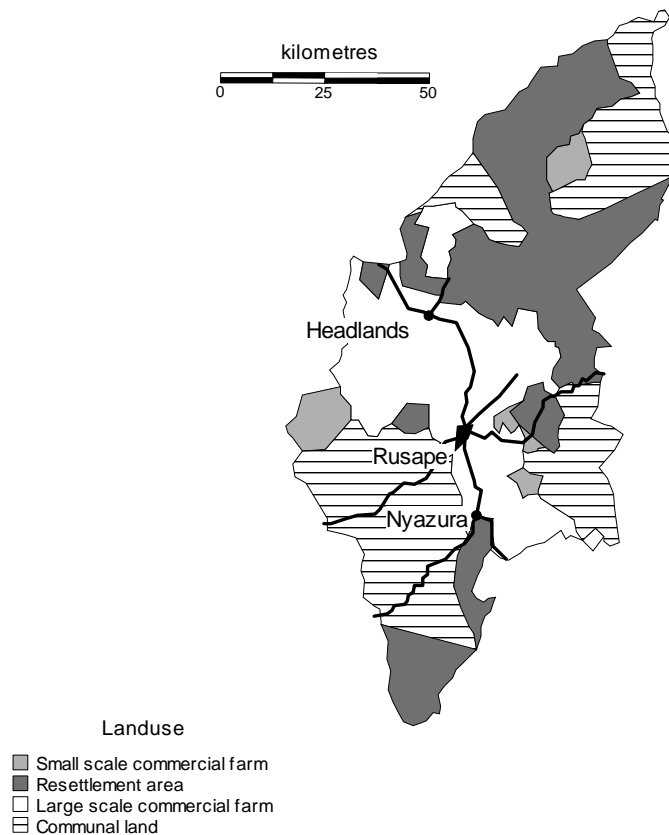 kilometres
0 25 50
Headlands
Rusape
Nyazura
Landuse
Small scale commercial farm
Resettlement area
Large scale commercial farm
Communal land